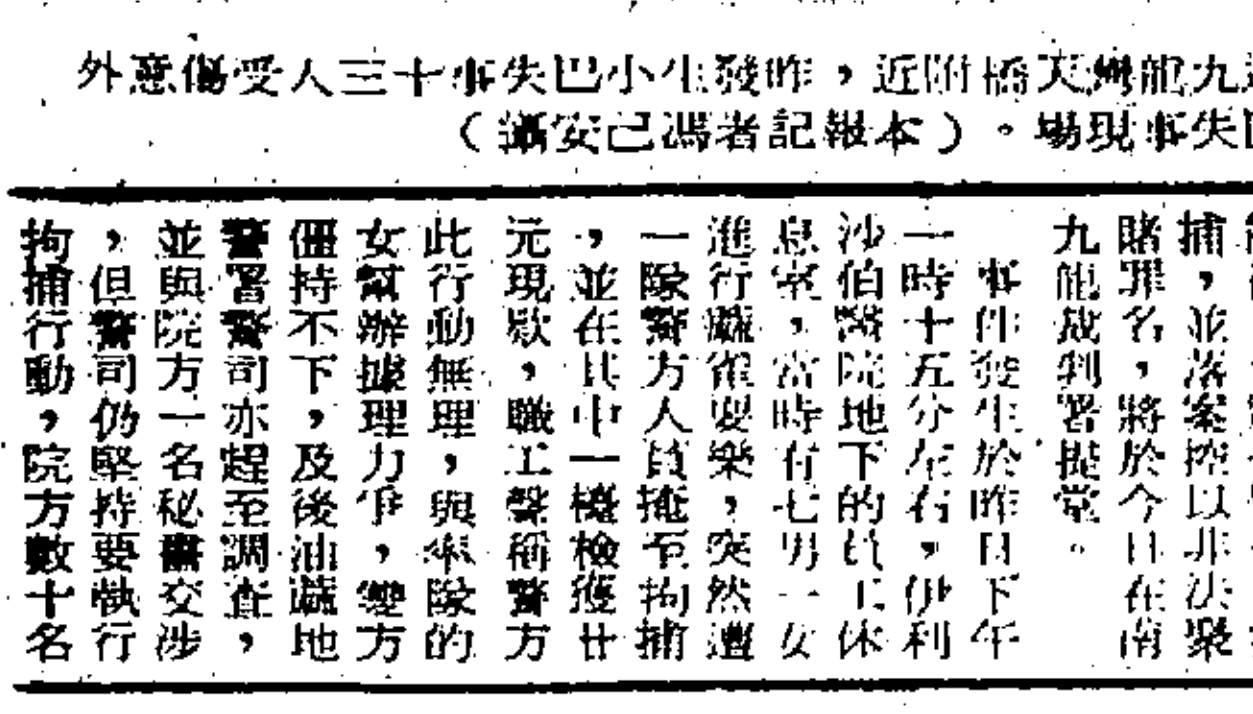 九龍灣天橋附近，昨發生小巴失事十三人受傷意外
失事現場。（本報記者馮己安攝）
捕，並落案控以非法聚
賭罪名，將於今日在南
九龍裁判署提堂。
事件發生於昨日下午
一時十五分左右，伊利
沙伯醫院地下的員工休
息室，當時有七男一女
進行蔴雀耍樂，突然遭
一隊警方人員掩至拘捕
，並在其中一檯檢獲廿
元現欵，職工聲稱警方
此行動無理，與率隊的
女幫辦據理力爭，雙方
僵持不下，及後油蔴地
警署警司亦趕至調查，
並與院方一名秘書交涉
，但警司仍堅持要執行
拘捕行動，院方數十名